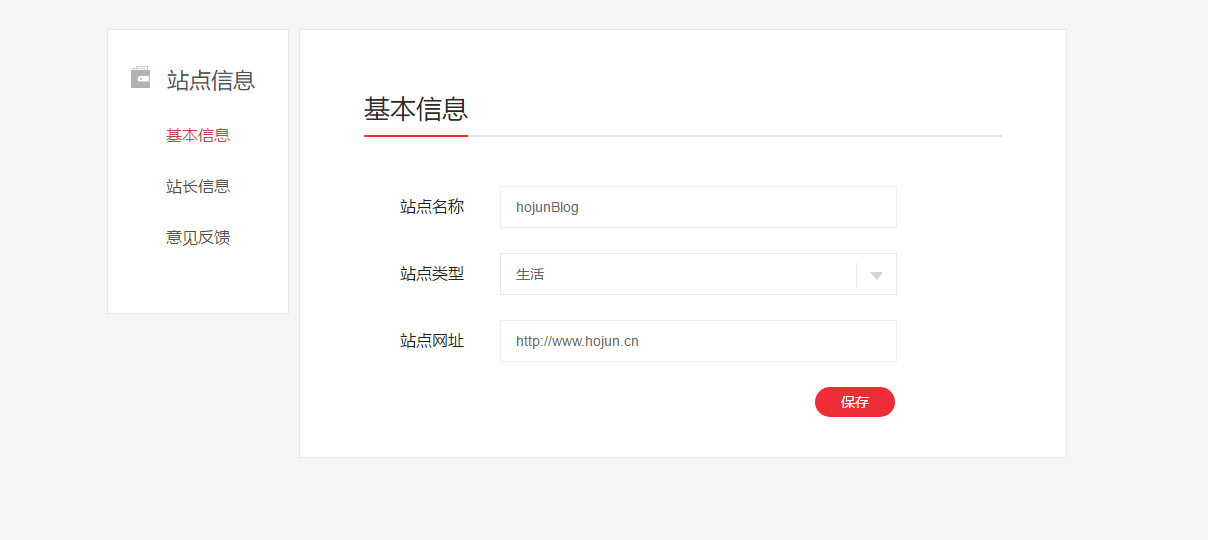 站点信息
基本信息
站长信息
意见反馈
基本信息
站点名称 hojunBlog
站点类型 生活
站点网址 http://www.hojun.cn
保存